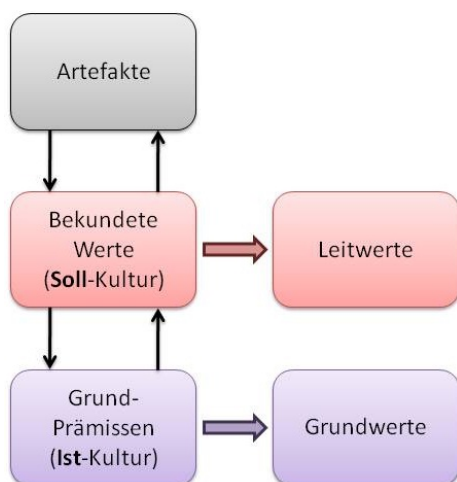 Artefakte
Bekundete
Werte
(Soll-Kultur)
Leitwerte
Grund-
Prämissen
(Ist-Kultur)
Grundwerte